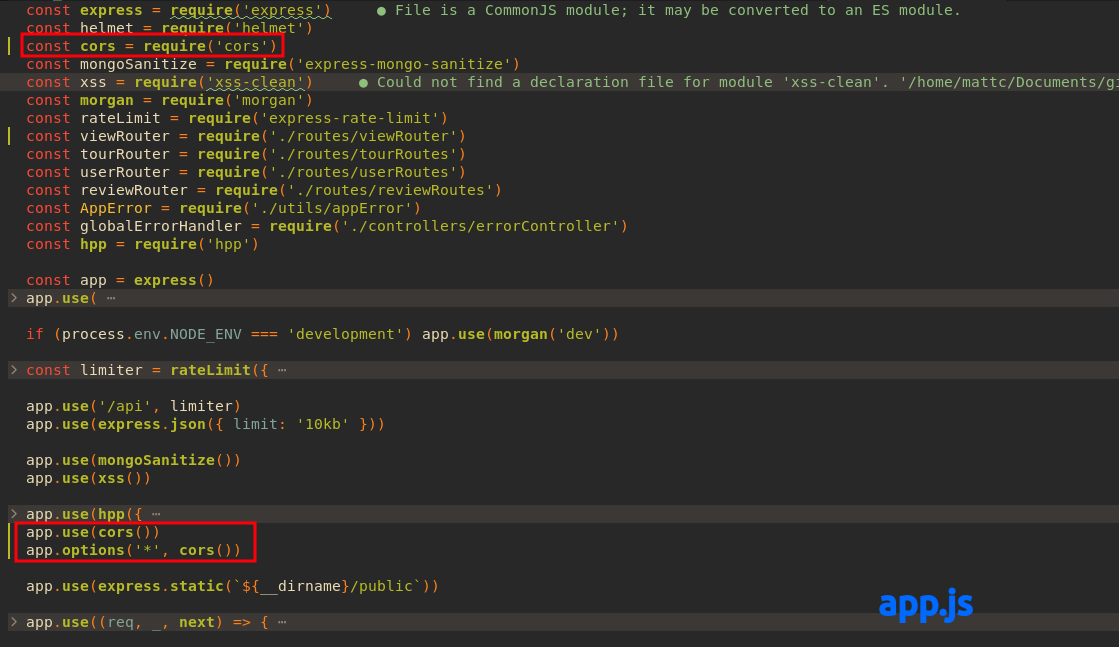 const express = require('express')     ● File is a CommonJS module; it may be converted to an ES module.
const helmet = require('helmet')
const cors = require('cors')
const mongoSanitize = require('express-mongo-sanitize')
const xss = require('xss-clean')     ● Could not find a declaration file for module 'xss-clean'. '/home/mattc/Documents/gi
const morgan = require('morgan')
const rateLimit = require('express-rate-limit')
const viewRouter = require('./routes/viewRouter')
const tourRouter = require('./routes/tourRoutes')
const userRouter = require('./routes/userRoutes')
const reviewRouter = require('./routes/reviewRoutes')
const AppError = require('./utils/appError')
const globalErrorHandler = require('./controllers/errorController')
const hpp = require('hpp')
const app = express()
app.use( ⋯
if (process.env.NODE_ENV === 'development') app.use(morgan('dev'))
const limiter = rateLimit({ ⋯
app.use('/api', limiter)
app.use(express.json({ limit: '10kb' }))
app.use(mongoSanitize())
app.use(xss())
app.use(hpp({ ⋯
app.use(cors())
app.options('*', cors())
app.use(express.static(`${__dirname}/public`))
app.js
app.use((req, _, next) => { ⋯